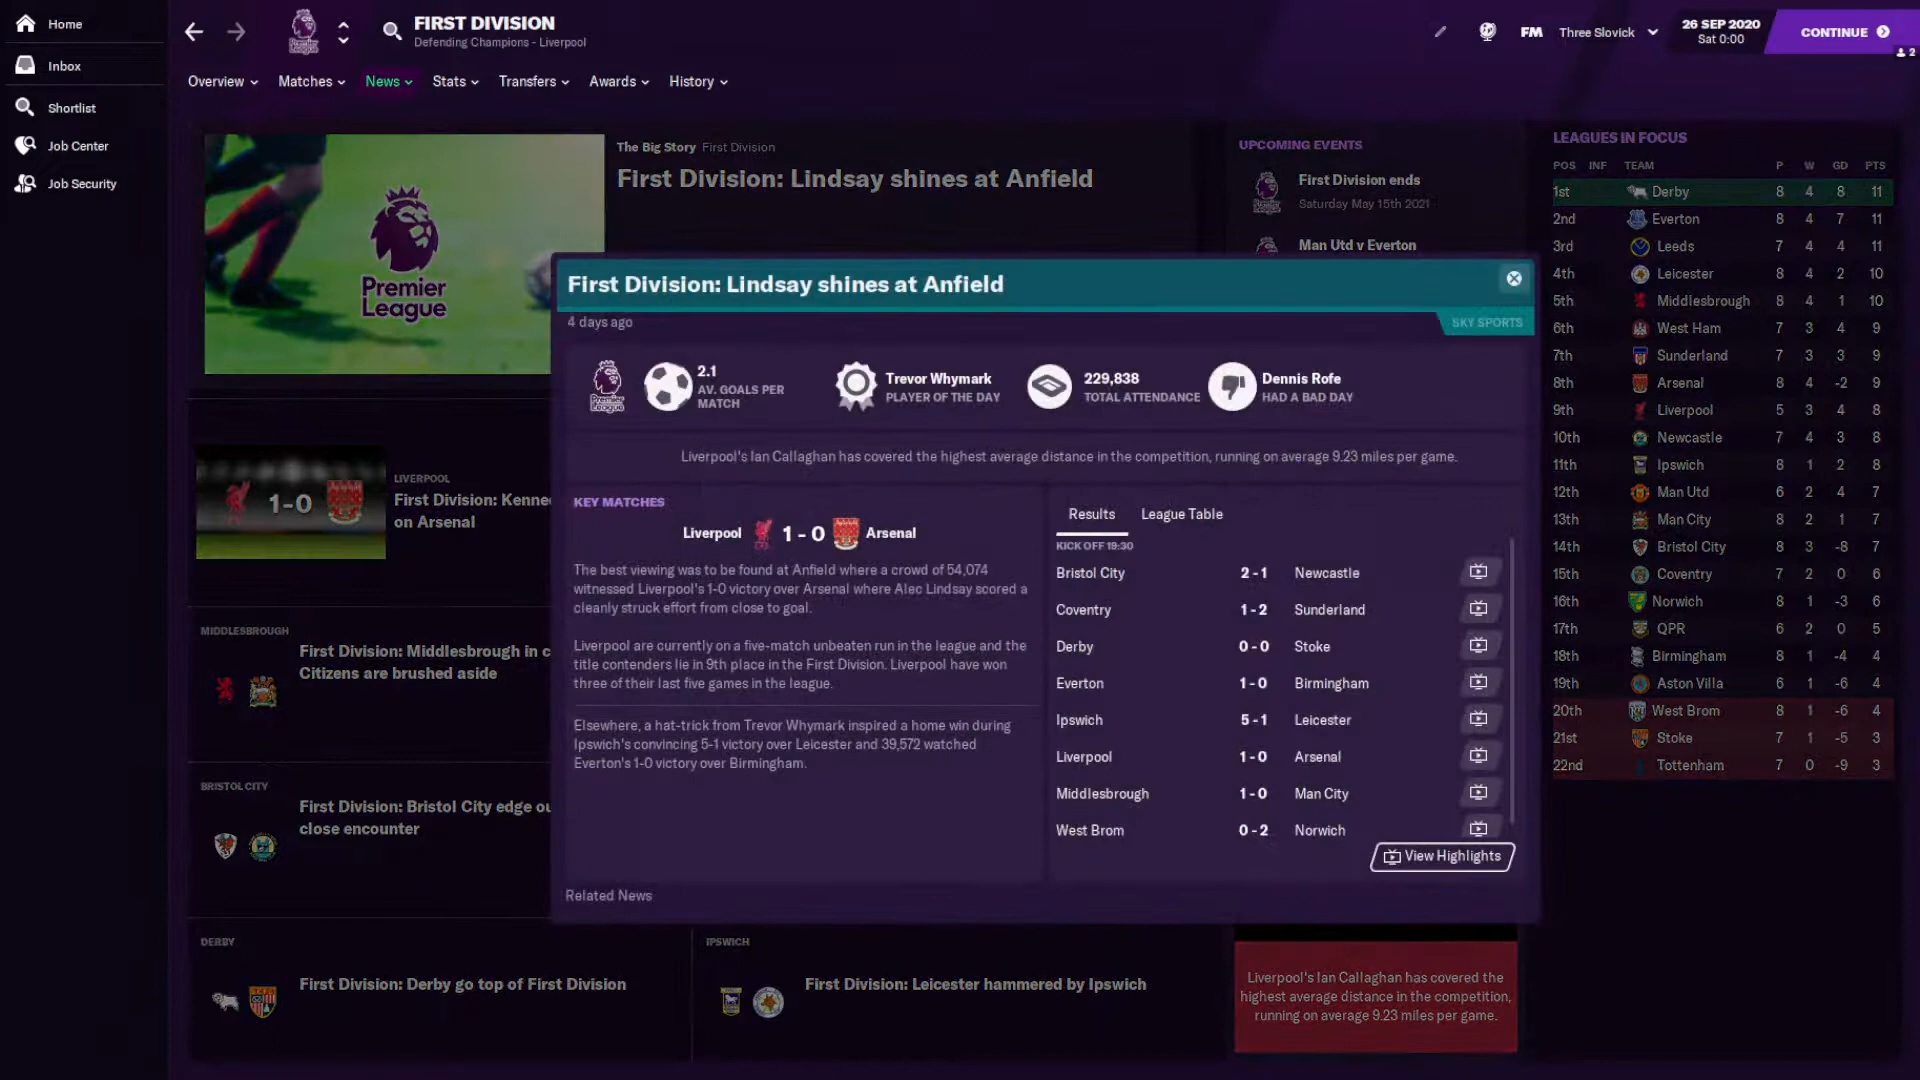 Home
Inbox
Shortlist
Job Center
Job Security
FIRST DIVISION
Defending Champions - Liverpool
FM
Three Slovick
26 SEP 2020
Sat 0:00
CONTINUE
2
Overview
Matches
News
Stats
Transfers
Awards
History
Premier
League
The Big Story First Division
First Division: Lindsay shines at Anfield
UPCOMING EVENTS
First Division ends
Saturday May 15th 2021
Man Utd v Everton
LIVERPOOL
1-0
First Division: Kenne
on Arsenal
MIDDLESBROUGH
First Division: Middlesbrough in c
Citizens are brushed aside
BRISTOL CITY
First Division: Bristol City edge ou
close encounter
DERBY
First Division: Derby go top of First Division
IPSWICH
First Division: Leicester hammered by Ipswich
Liverpool's Ian Callaghan has covered the
highest average distance in the competition,
running on average 9.23 miles per game.
First Division: Lindsay shines at Anfield
4 days ago
SKY SPORTS
Premier
League
2.1
AV. GOALS PER
MATCH
Trevor Whymark
PLAYER OF THE DAY
229,838
TOTAL ATTENDANCE
Dennis Rofe
HAD A BAD DAY
Liverpool's Ian Callaghan has covered the highest average distance in the competition, running on average 9.23 miles per game.
KEY MATCHES
Liverpool 1 - 0 Arsenal
The best viewing was to be found at Anfield where a crowd of 54,074
witnessed Liverpool's 1-0 victory over Arsenal where Alec Lindsay scored a
cleanly struck effort from close to goal.
Liverpool are currently on a five-match unbeaten run in the league and the
title contenders lie in 9th place in the First Division. Liverpool have won
three of their last five games in the league.
Elsewhere, a hat-trick from Trevor Whymark inspired a home win during
Ipswich's convincing 5-1 victory over Leicester and 39,572 watched
Everton's 1-0 victory over Birmingham.
Results League Table
KICK OFF 19:30
Bristol City 2 - 1 Newcastle
Coventry 1 - 2 Sunderland
Derby 0 - 0 Stoke
Everton 1 - 0 Birmingham
Ipswich 5 - 1 Leicester
Liverpool 1 - 0 Arsenal
Middlesbrough 1 - 0 Man City
West Brom 0 - 2 Norwich
View Highlights
Related News
LEAGUES IN FOCUS
POS INF TEAM P W GD PTS
1st Derby 8 4 8 11
2nd Everton 8 4 7 11
3rd Leeds 7 4 4 11
4th Leicester 8 4 2 10
5th Middlesbrough 8 4 1 10
6th West Ham 7 3 4 9
7th Sunderland 7 3 3 9
8th Arsenal 8 4 -2 9
9th Liverpool 5 3 4 8
10th Newcastle 7 4 3 8
11th Ipswich 8 1 2 8
12th Man Utd 6 2 4 7
13th Man City 8 2 1 7
14th Bristol City 8 3 -8 7
15th Coventry 7 2 0 6
16th Norwich 8 1 -3 6
17th QPR 6 2 0 5
18th Birmingham 8 1 -4 4
19th Aston Villa 6 1 -6 4
20th West Brom 8 1 -6 4
21st Stoke 7 1 -5 3
22nd Tottenham 7 0 -9 3